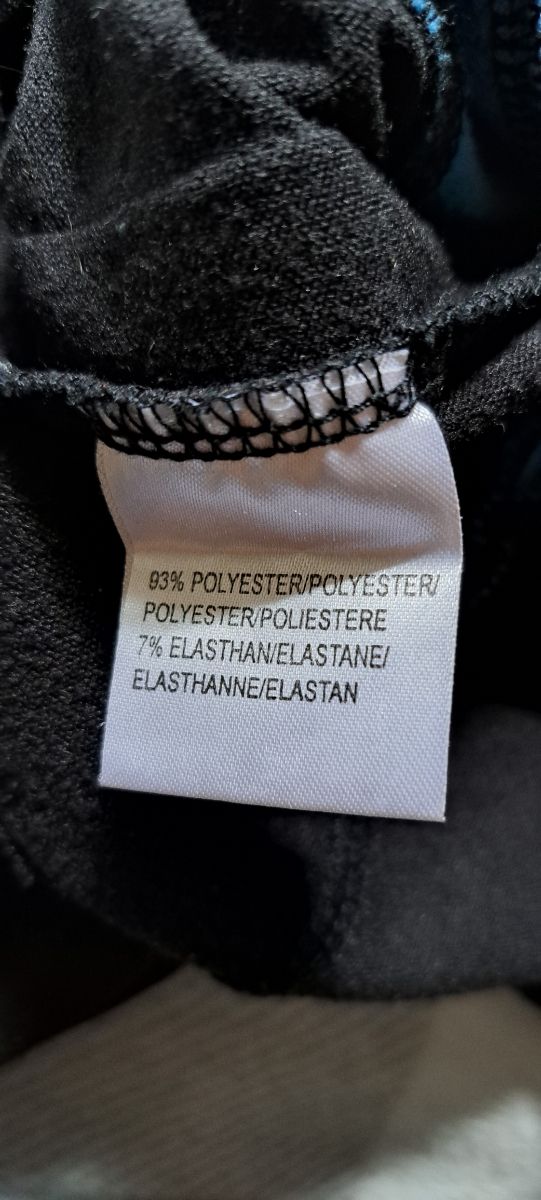 93% POLYESTER/POLYESTER/
POLYESTER/POLIESTERE
7% ELASTHAN/ELASTANE/
ELASTHANNE/ELASTAN